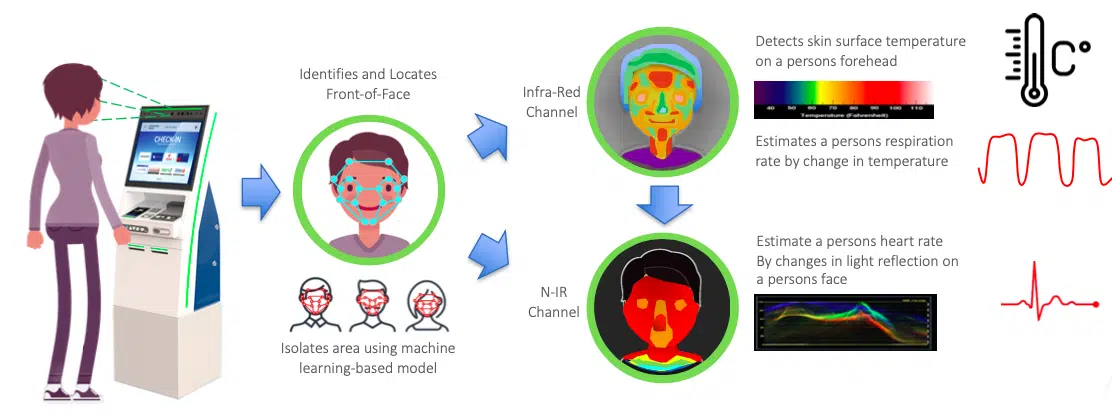 Identifies and Locates
Front-of-Face
CHECK-IN
Isolates area using machine
learning-based model
Infra-Red
Channel
Detects skin surface temperature
on a persons forehead
40 50 60 70 80 90 100 110
Temperature (Fahrenheit)
C°
Estimates a persons respiration
rate by change in temperature
N-IR
Channel
Estimate a persons heart rate
By changes in light reflection on
a persons face